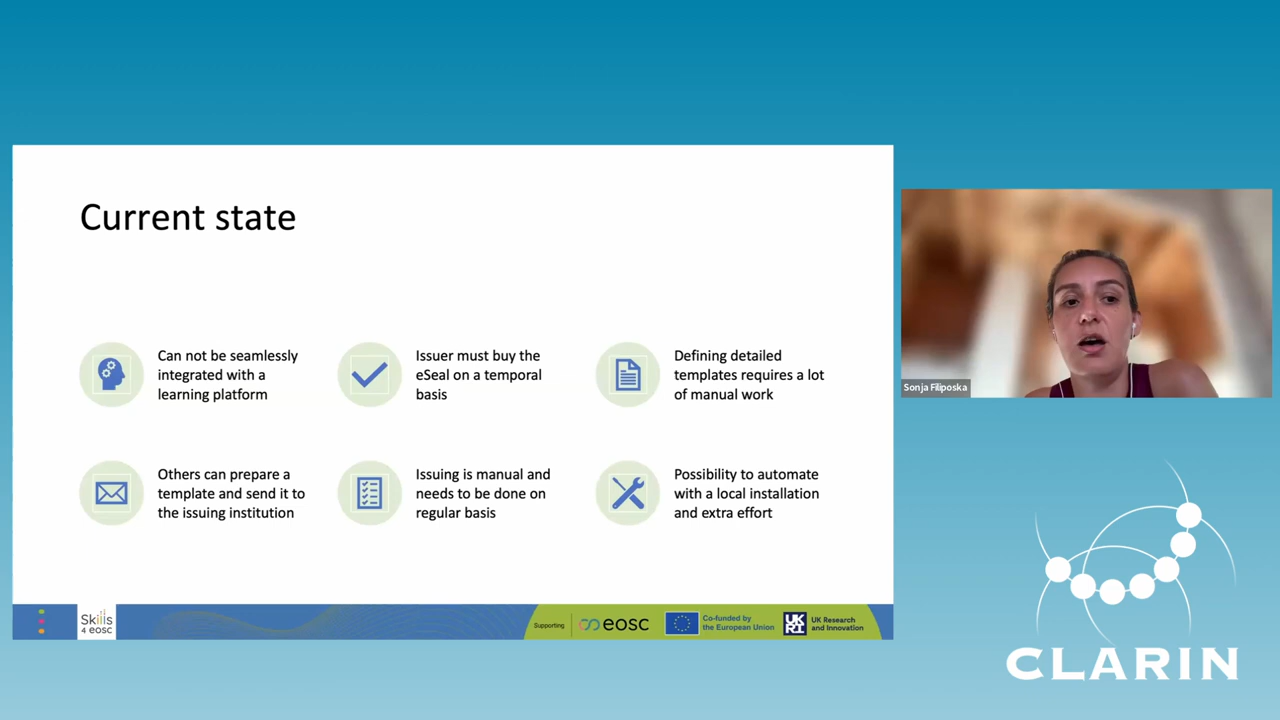 Current state
Can not be seamlessly
integrated with a
learning platform
Issuer must buy the
eSeal on a temporal
basis
Defining detailed
templates requires a lot
of manual work
Others can prepare a
template and send it to
the issuing institution
Issuing is manual and
needs to be done on
regular basis
Possibility to automate
with a local installation
and extra effort
Sonja Filiposka
Skills
4 eosc
Supporting
eosc
Co-funded by
the European Union
UKRI
UK Research
and Innovation
CLARIN